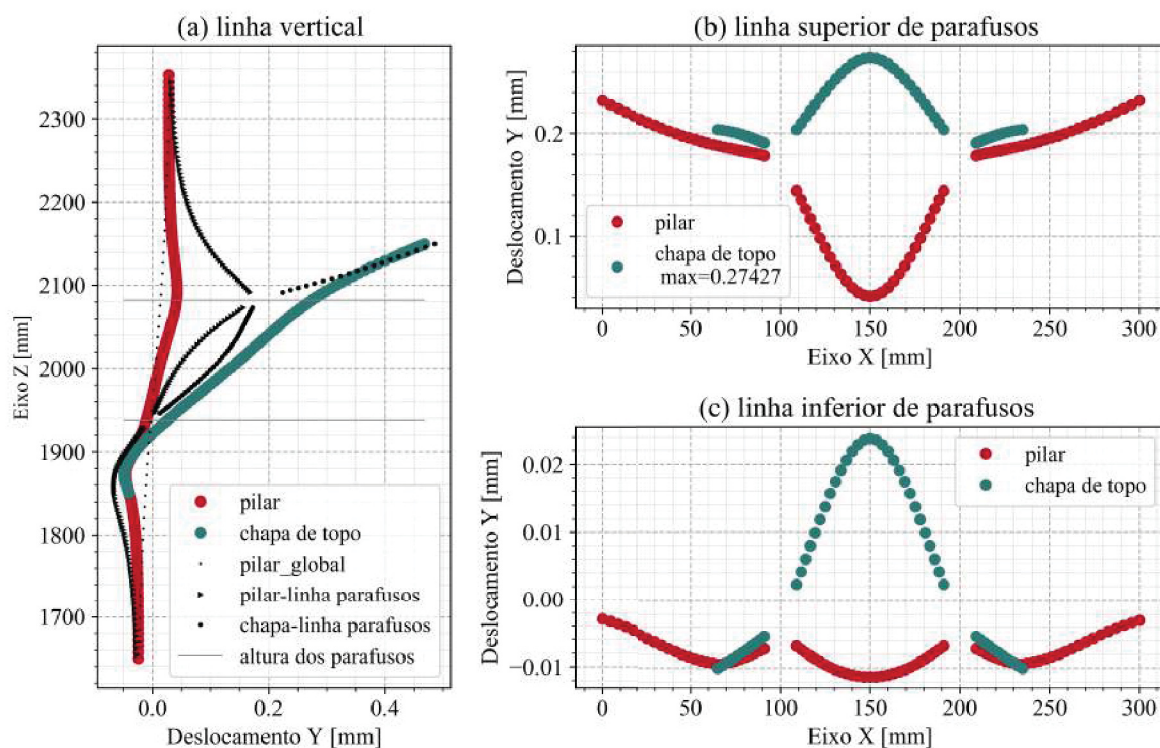 (a) linha vertical
2300
2200
2100
2000
1900
1800
1700
Eixo Z [mm]
0.0
0.2
0.4
Deslocamento Y [mm]
pilar
chapa de topo
pilar_global
pilar-linha parafusos
chapa-linha parafusos
altura dos parafusos
(b) linha superior de parafusos
Deslocamento Y [mm]
0.2
0.1
pilar
chapa de topo
max=0.27427
0
50
100
150
200
250
300
Eixo X [mm]
(c) linha inferior de parafusos
Deslocamento Y [mm]
0.02
0.01
0.00
−0.01
pilar
chapa de topo
0
50
100
150
200
250
300
Eixo X [mm]